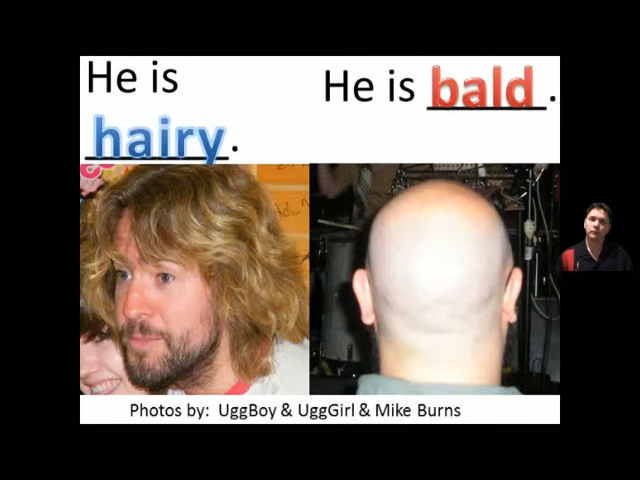 He is
hairy.
He is bald.
Photos by: UggBoy & UggGirl & Mike Burns